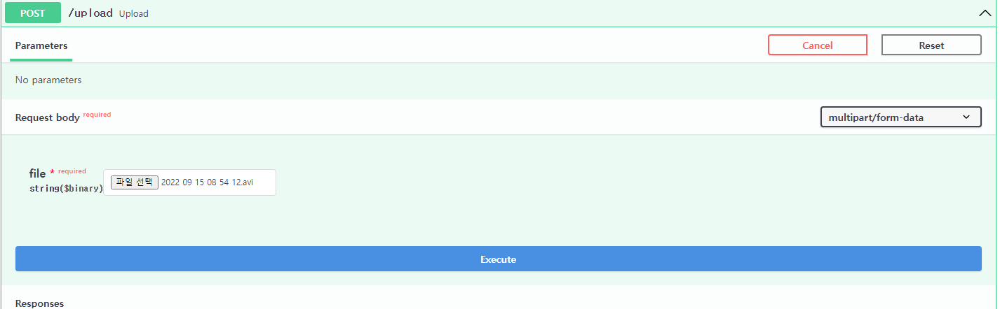 POST /upload Upload
Parameters Cancel Reset
No parameters
Request body required multipart/form-data
file * required
string($binary) 파일 선택 2022 09 15 08 54 12.avi
Execute
Responses